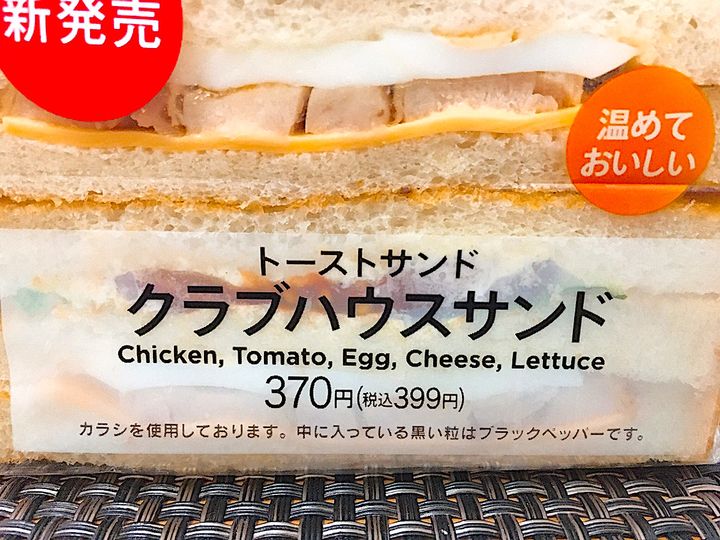 新発売
温めて
おいしい
トーストサンド
クラブハウスサンド
Chicken, Tomato, Egg, Cheese, Lettuce
370円(税込399円)
カラシを使用しております。中に入っている黒い粒はブラックペッパーです。